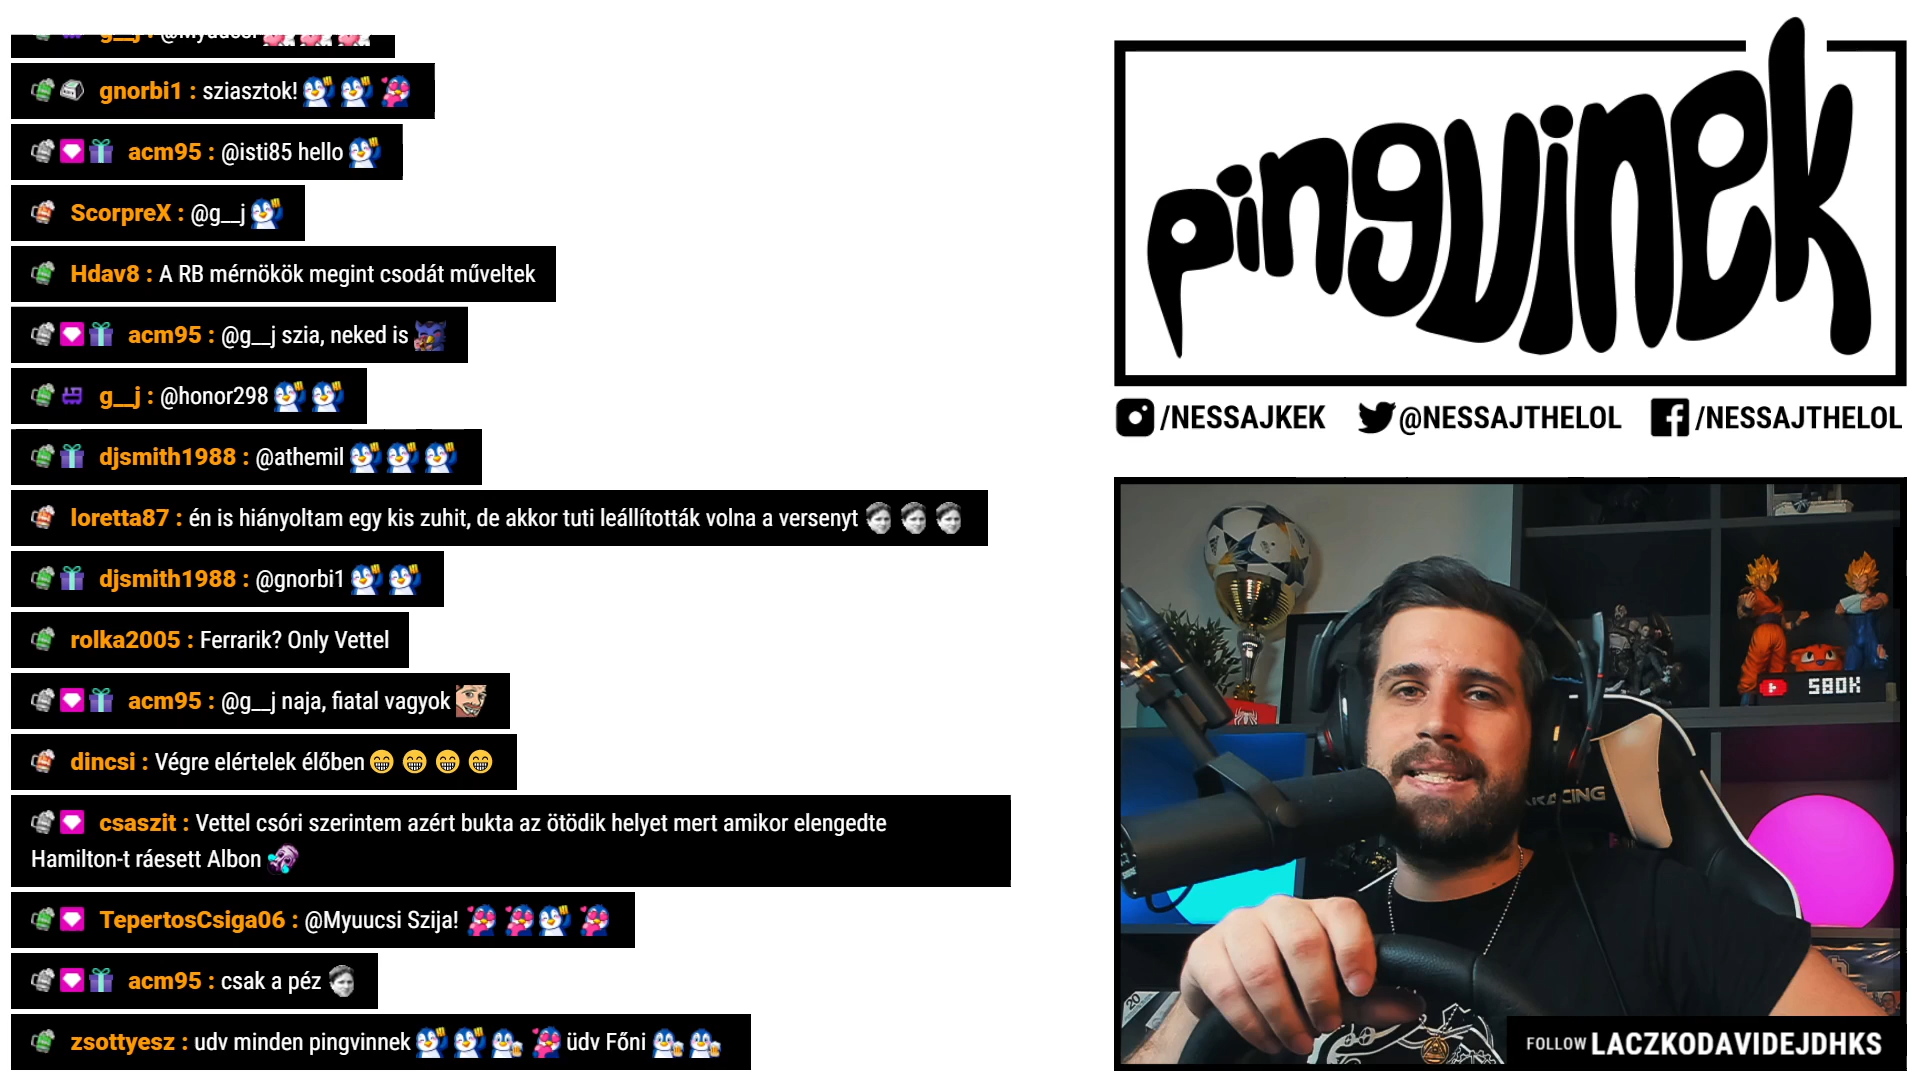 g__j : @Myuucsi
gnorbi1 : sziasztok!
acm95 : @isti85 hello
ScorpreX : @g__j
Hdav8 : A RB mérnökök megint csodát műveltek
acm95 : @g__j szia, neked is
g__j : @honor298
djsmith1988 : @athemil
loretta87 : én is hiányoltam egy kis zuhit, de akkor tuti leállították volna a versenyt
djsmith1988 : @gnorbi1
rolka2005 : Ferrarik? Only Vettel
acm95 : @g__j naja, fiatal vagyok
dincsi : Végre elértelek élőben
csaszit : Vettel csóri szerintem azért bukta az ötödik helyet mert amikor elengedte
Hamilton-t ráesett Albon
TepertosCsiga06 : @Myuucsi Szija!
acm95 : csak a péz
zsottyesz : udv minden pingvinnek üdv Főni
pingvinek
/NESSAJKEK @NESSAJTHELOL /NESSAJTHELOL
580K
FOLLOW LACZKODAVIDEJDHKS